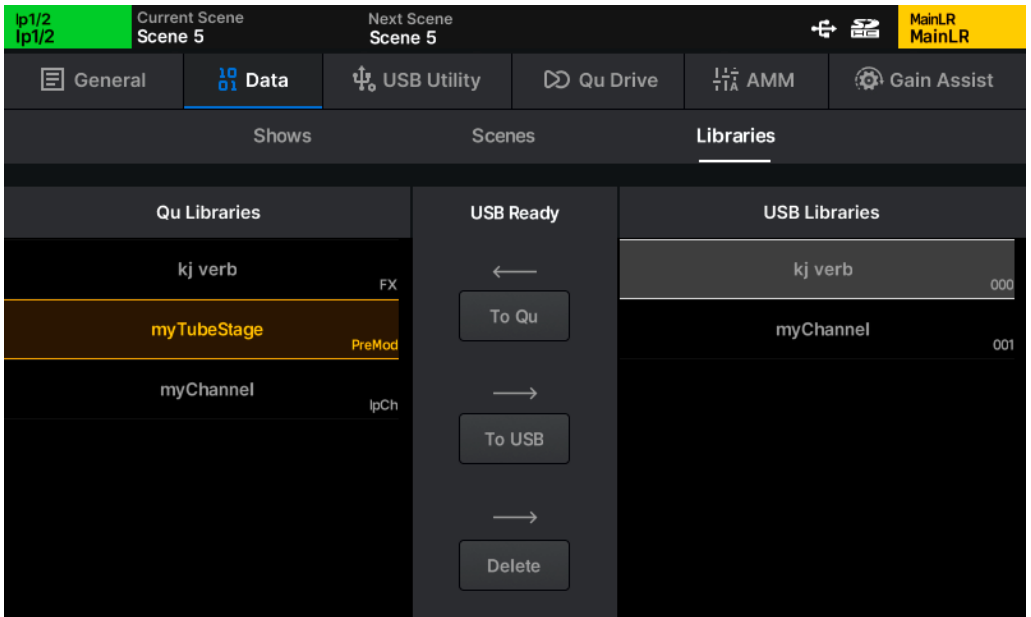 Ip1/2
Ip1/2
Current Scene
Scene 5
Next Scene
Scene 5
MainLR
MainLR
General
Data
USB Utility
Qu Drive
AMM
Gain Assist
Shows
Scenes
Libraries
Qu Libraries
USB Ready
USB Libraries
kj verb
FX
myTubeStage
PreMod
myChannel
IpCh
To Qu
To USB
Delete
kj verb
000
myChannel
001